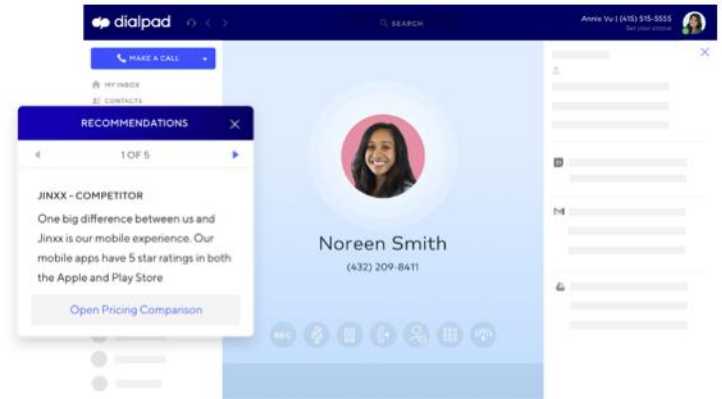 dialpad
SEARCH
Annie Vu | (415) 515-5555
Set your status
MAKE A CALL
MY INBOX
CONTACTS
RECOMMENDATIONS
1 OF 5
JINXX - COMPETITOR
One big difference between us and
Jinxx is our mobile experience. Our
mobile apps have 5 star ratings in both
the Apple and Play Store
Open Pricing Comparison
Noreen Smith
(432) 209-8411
REC